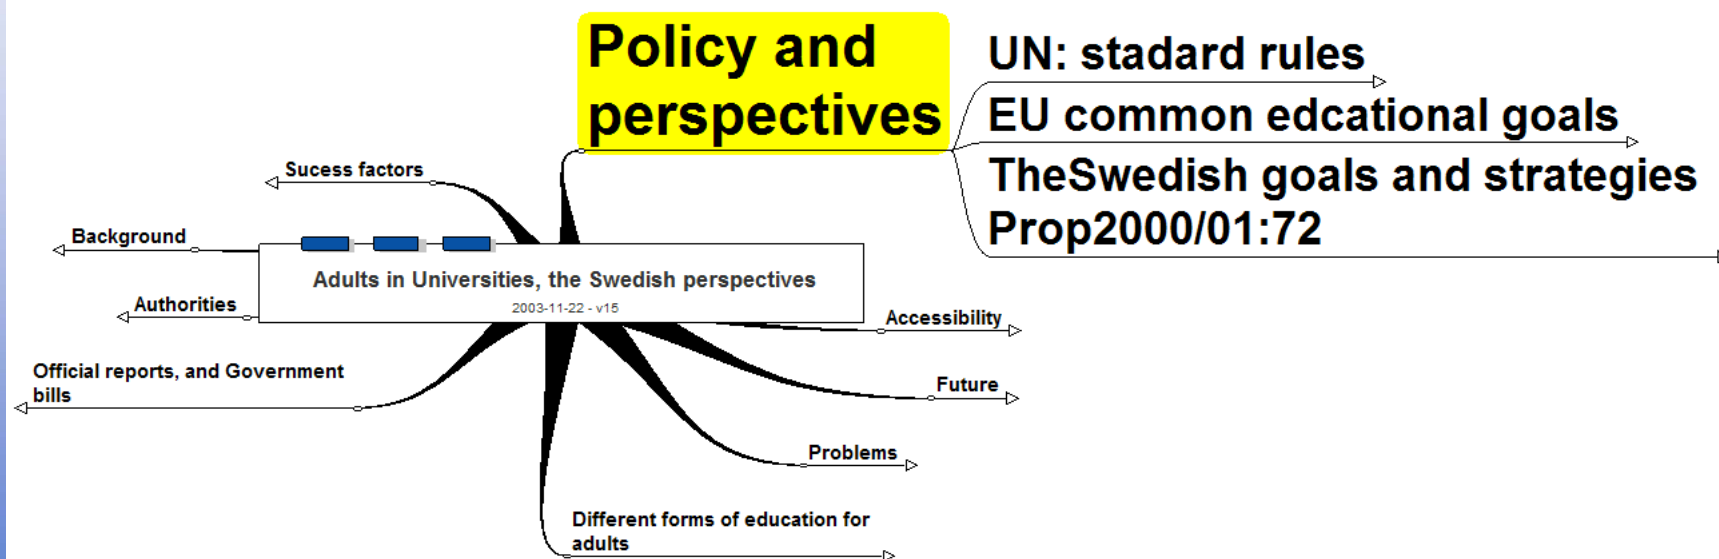 Policy and
perspectives
UN: stadard rules
EU common edcational goals
TheSwedish goals and strategies
Prop2000/01:72
Sucess factors
Background
Authorities
Official reports, and Government
bills
Adults in Universities, the Swedish perspectives
2003-11-22 - v15
Accessibility
Future
Problems
Different forms of education for
adults